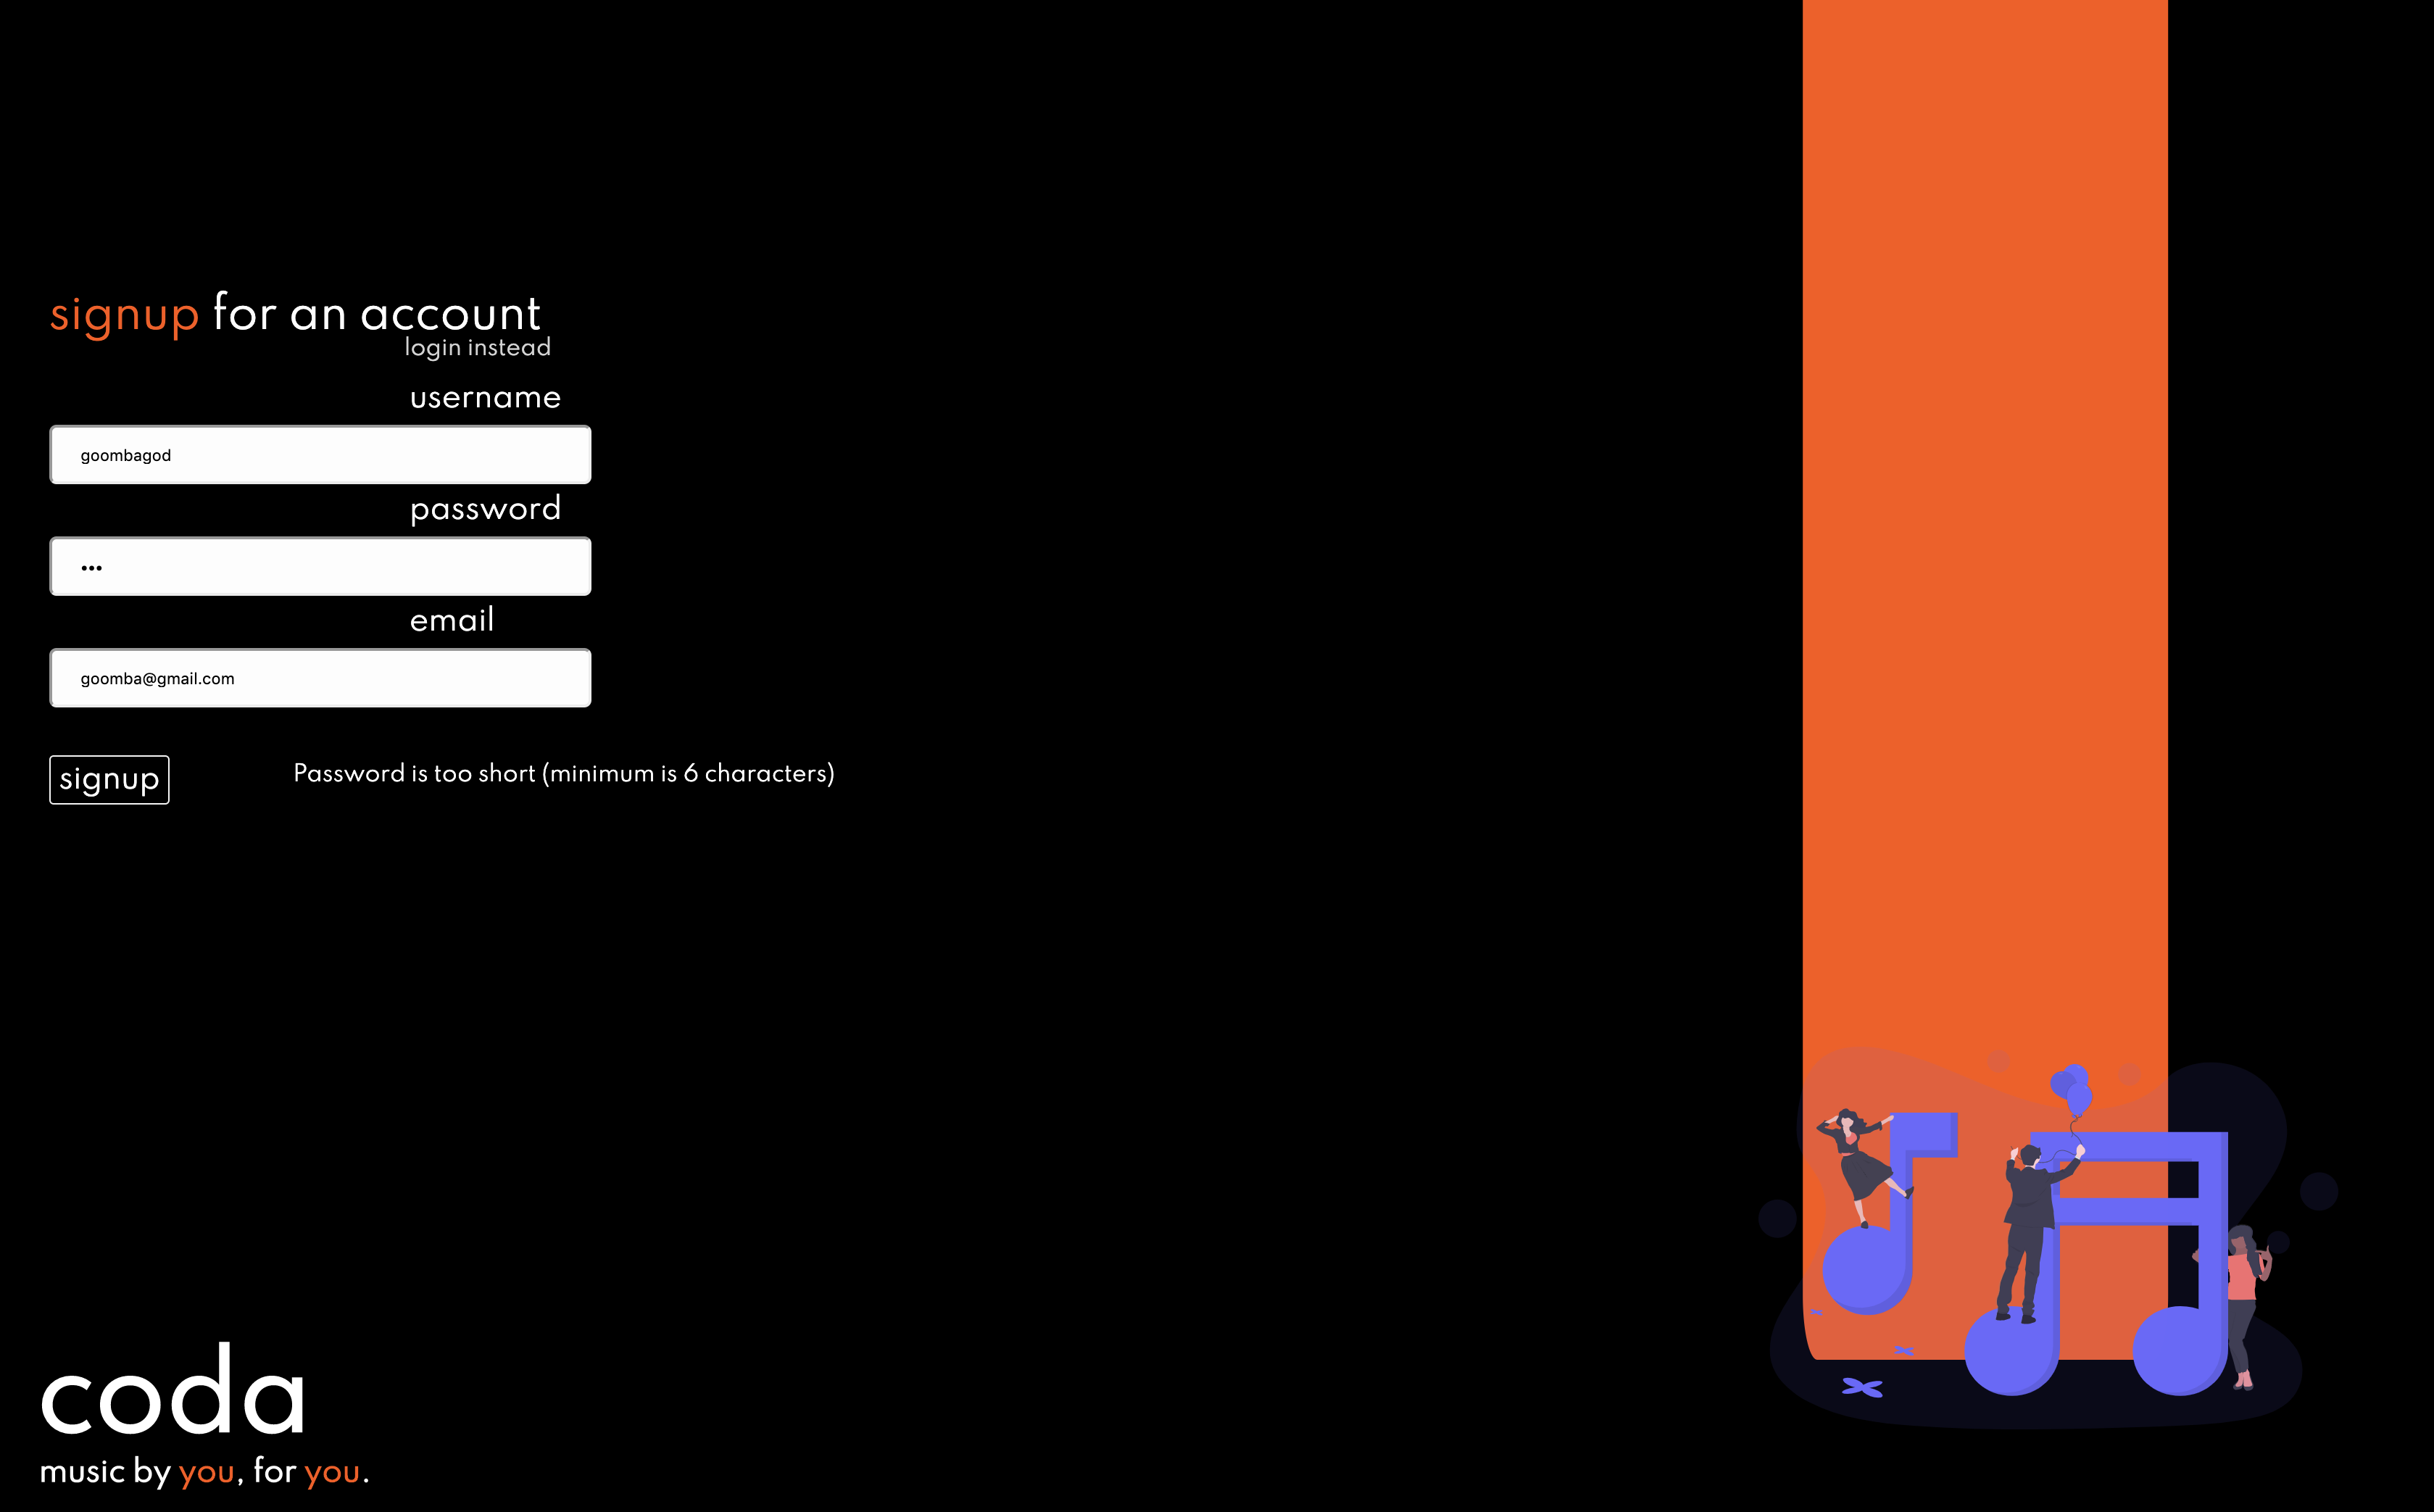 signup for an account
login instead
username
goombagod
password
•••
email
goomba@gmail.com
signup
Password is too short (minimum is 6 characters)
coda
music by you, for you.